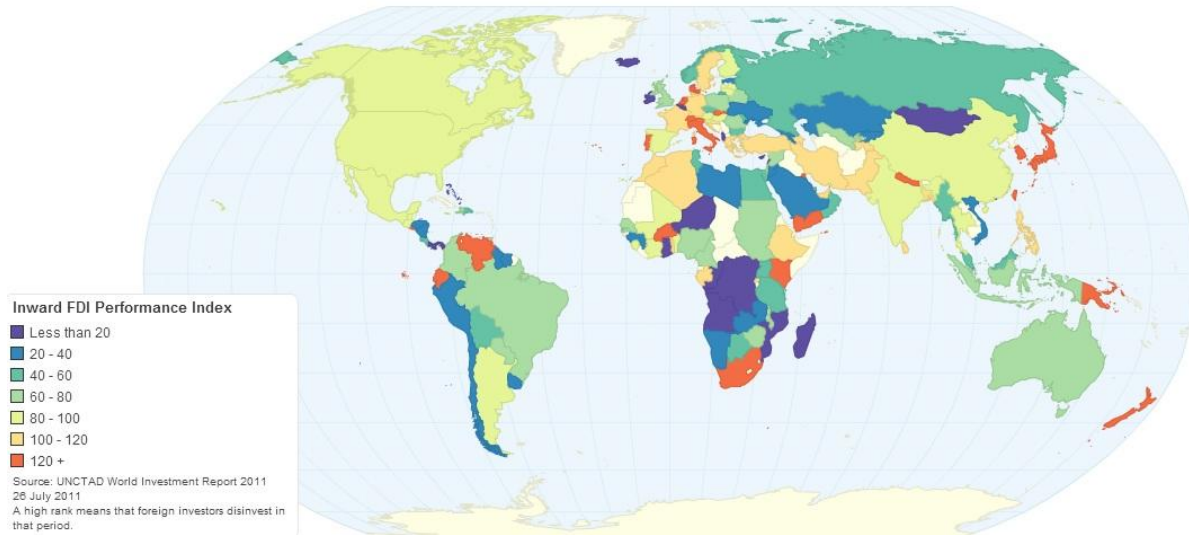 Inward FDI Performance Index
Less than 20
20 - 40
40 - 60
60 - 80
80 - 100
100 - 120
120 +
Source: UNCTAD World Investment Report 2011
26 July 2011
A high rank means that foreign investors disinvest in
that period.